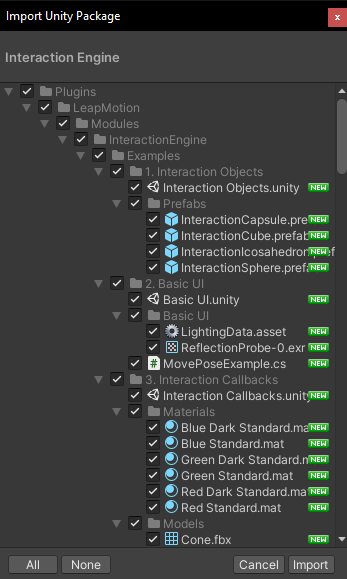 Import Unity Package
x
Interaction Engine
Plugins
LeapMotion
Modules
InteractionEngine
Examples
1. Interaction Objects
Interaction Objects.unity NEW
Prefabs
InteractionCapsule.pre NEW
InteractionCube.prefab NEW
InteractionIcosahedron.pref NEW
InteractionSphere.prefa NEW
2. Basic UI
Basic UI.unity NEW
Basic UI
LightingData.asset NEW
ReflectionProbe-0.exr NEW
# MovePoseExample.cs NEW
3. Interaction Callbacks
Interaction Callbacks.unity NEW
Materials
Blue Dark Standard.ma NEW
Blue Standard.mat NEW
Green Dark Standard.m NEW
Green Standard.mat NEW
Red Dark Standard.mat NEW
Red Standard.mat NEW
Models
Cone.fbx NEW
All None Cancel Import